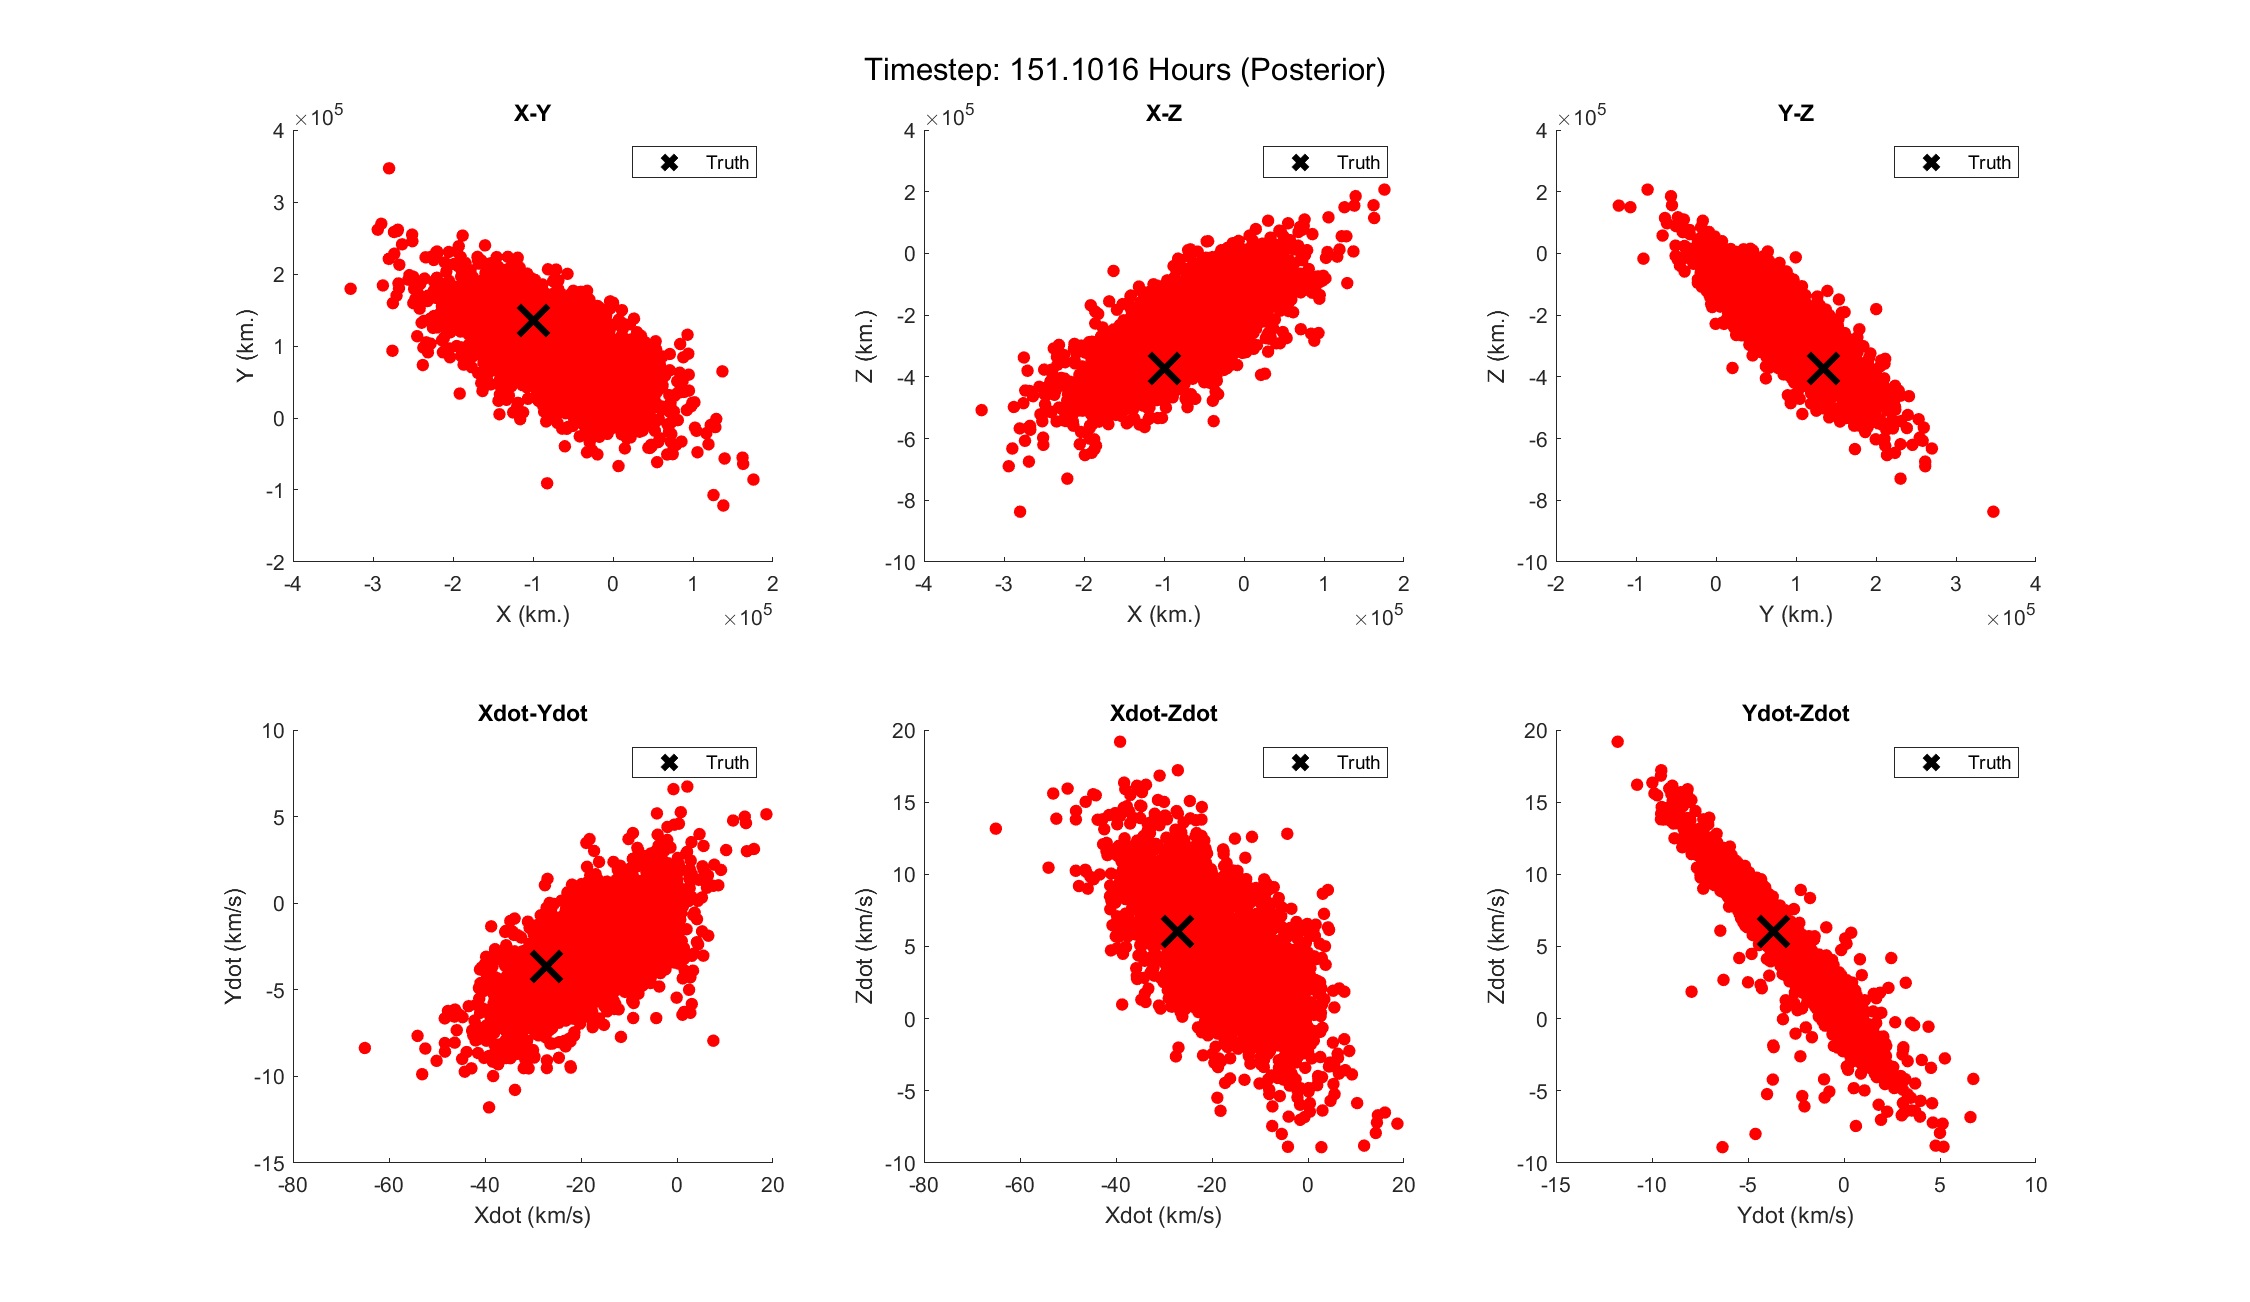 Timestep: 151.1016 Hours (Posterior)
X-Y
×10^5
4
3
2
1
0
-1
-2
Y (km.)
Truth
-4 -3 -2 -1 0 1 2
X (km.)
×10^5
X-Z
×10^5
4
2
0
-2
-4
-6
-8
-10
Z (km.)
Truth
-4 -3 -2 -1 0 1 2
X (km.)
×10^5
Y-Z
×10^5
4
2
0
-2
-4
-6
-8
-10
Z (km.)
Truth
-2 -1 0 1 2 3 4
Y (km.)
×10^5
Xdot-Ydot
10
5
0
-5
-10
-15
Ydot (km/s)
Truth
-80 -60 -40 -20 0 20
Xdot (km/s)
Xdot-Zdot
20
15
10
5
0
-5
-10
Zdot (km/s)
Truth
-80 -60 -40 -20 0 20
Xdot (km/s)
Ydot-Zdot
20
15
10
5
0
-5
-10
Zdot (km/s)
Truth
-15 -10 -5 0 5 10
Ydot (km/s)